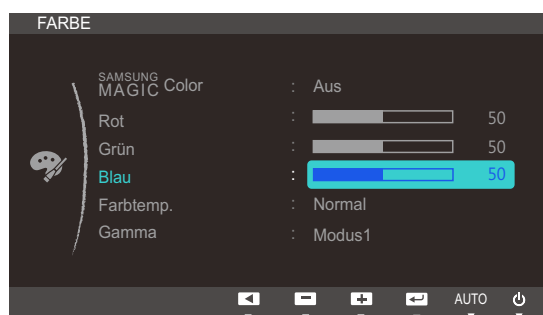 FARBE
SAMSUNG MAGIC Color : Aus
Rot : 50
Grün : 50
Blau : 50
Farbtemp. : Normal
Gamma : Modus1
AUTO